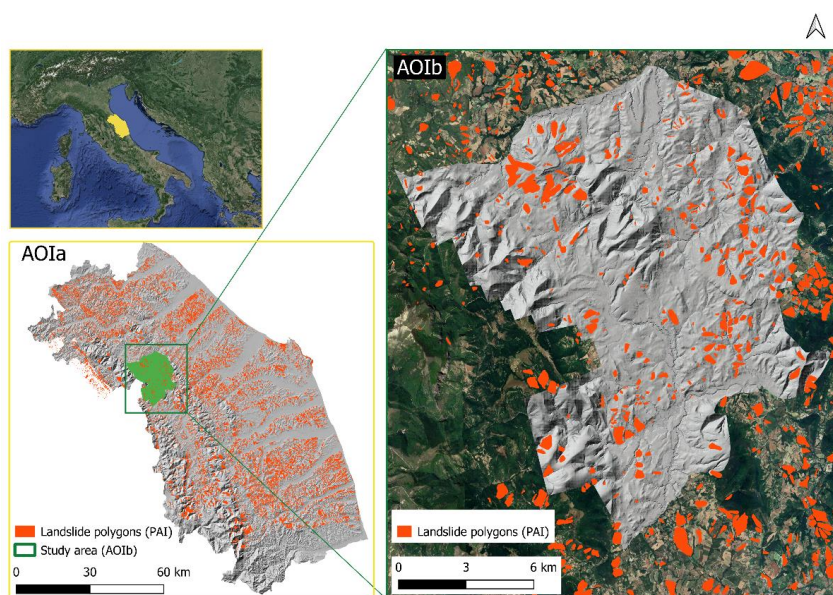 AOIa
Landslide polygons (PAI)
Study area (AOIb)
0 30 60 km
AOIb
Landslide polygons (PAI)
0 3 6 km